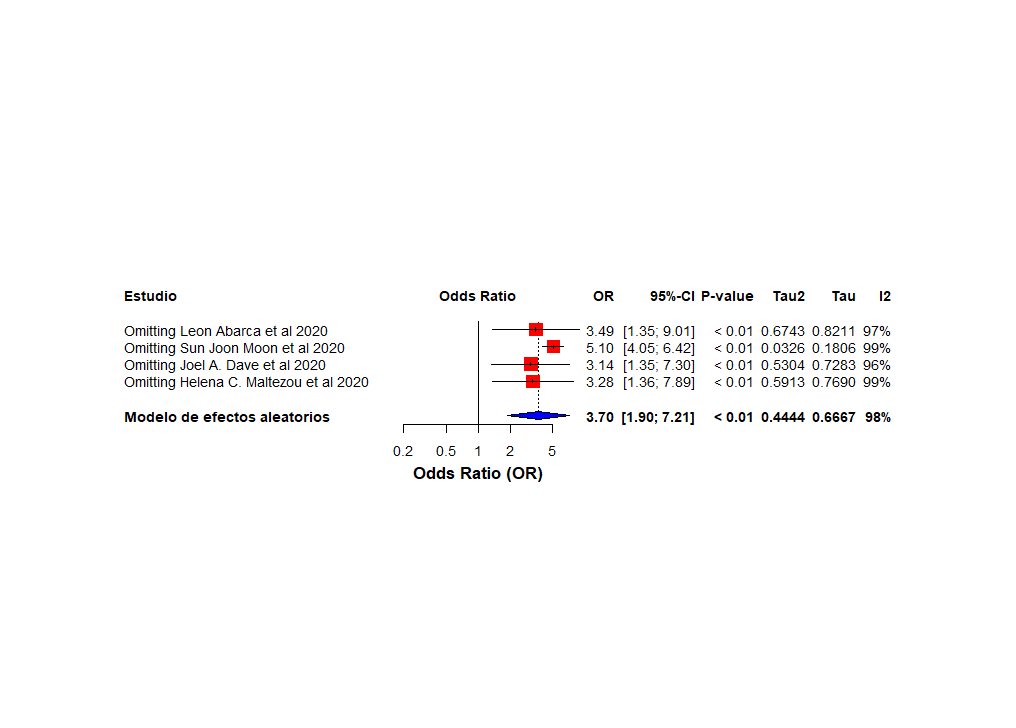 Estudio Odds Ratio OR 95%-CI P-value Tau2 Tau I2
Omitting Leon Abarca et al 2020 3.49 [1.35; 9.01] < 0.01 0.6743 0.8211 97%
Omitting Sun Joon Moon et al 2020 5.10 [4.05; 6.42] < 0.01 0.0326 0.1806 99%
Omitting Joel A. Dave et al 2020 3.14 [1.35; 7.30] < 0.01 0.5304 0.7283 96%
Omitting Helena C. Maltezou et al 2020 3.28 [1.36; 7.89] < 0.01 0.5913 0.7690 99%
Modelo de efectos aleatorios 3.70 [1.90; 7.21] < 0.01 0.4444 0.6667 98%
0.2 0.5 1 2 5
Odds Ratio (OR)